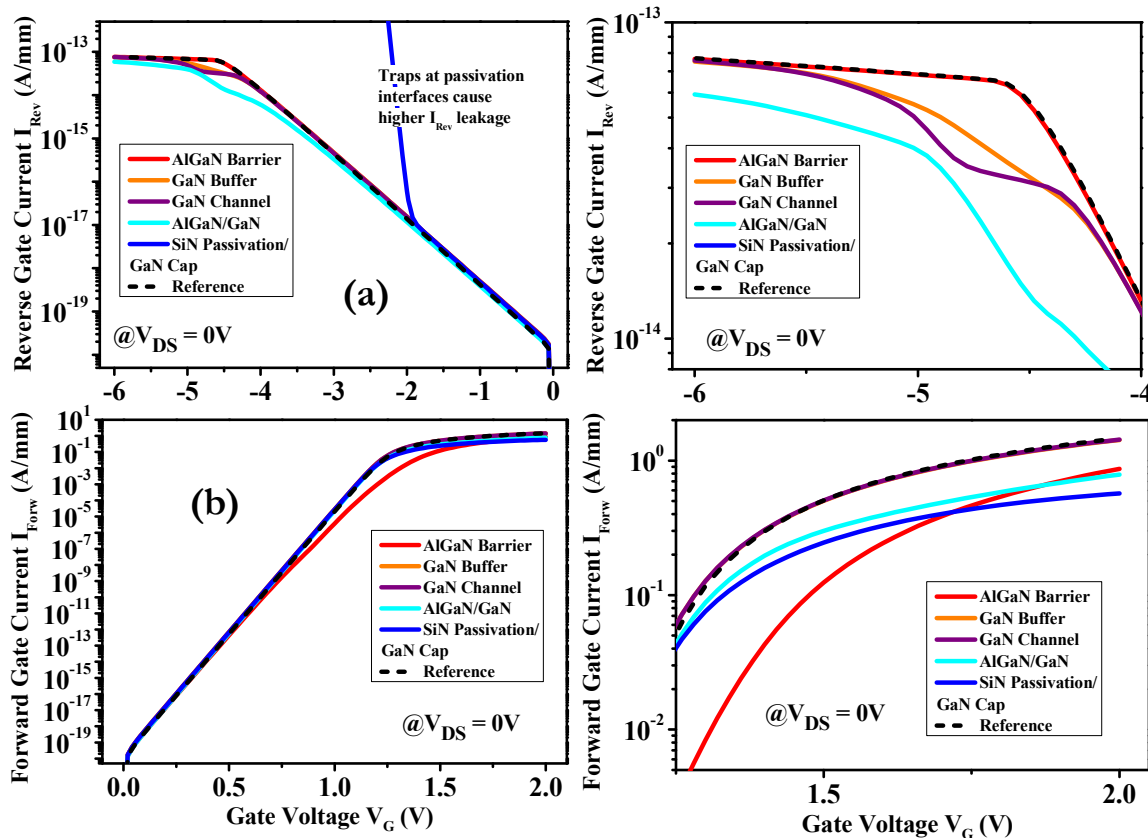 Reverse Gate Current I_Rev (A/mm)
10^-13
10^-15
10^-17
10^-19
Traps at passivation
interfaces cause
higher I_Rev leakage
AlGaN Barrier
GaN Buffer
GaN Channel
AlGaN/GaN
SiN Passivation/
GaN Cap
Reference
(a)
@V_DS = 0V
-6 -5 -4 -3 -2 -1 0
Reverse Gate Current I_Rev (A/mm)
10^-13
10^-14
AlGaN Barrier
GaN Buffer
GaN Channel
AlGaN/GaN
SiN Passivation/
GaN Cap
Reference
@V_DS = 0V
-6 -5 -4
Forward Gate Current I_Forw (A/mm)
10^1
10^-1
10^-3
10^-5
10^-7
10^-9
10^-11
10^-13
10^-15
10^-17
10^-19
(b)
AlGaN Barrier
GaN Buffer
GaN Channel
AlGaN/GaN
SiN Passivation/
GaN Cap
Reference
@V_DS = 0V
0.0 0.5 1.0 1.5 2.0
Gate Voltage V_G (V)
Forward Gate Current I_Forw (A/mm)
10^0
10^-1
10^-2
AlGaN Barrier
GaN Buffer
GaN Channel
AlGaN/GaN
SiN Passivation/
GaN Cap
Reference
@V_DS = 0V
1.5 2.0
Gate Voltage V_G (V)